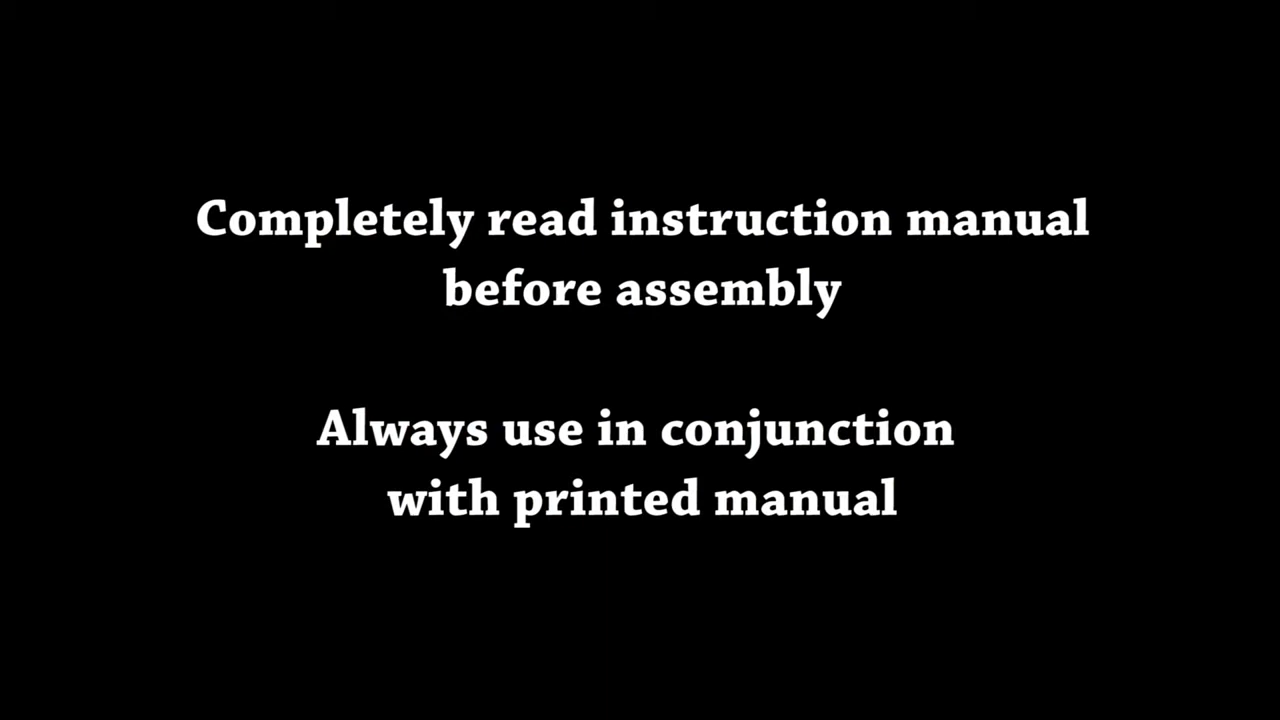 Completely read instruction manual
before assembly
Always use in conjunction
with printed manual